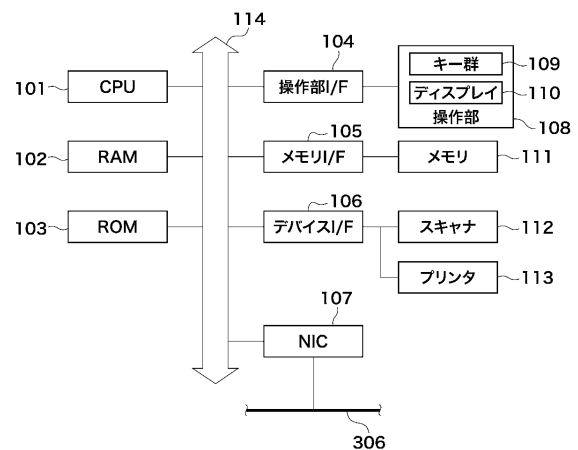 114
104
101
CPU
操作部I/F
キー群
109
ディスプレイ
110
操作部
108
105
102
RAM
メモリI/F
メモリ
111
106
103
ROM
デバイスI/F
スキャナ
112
プリンタ
113
107
NIC
306